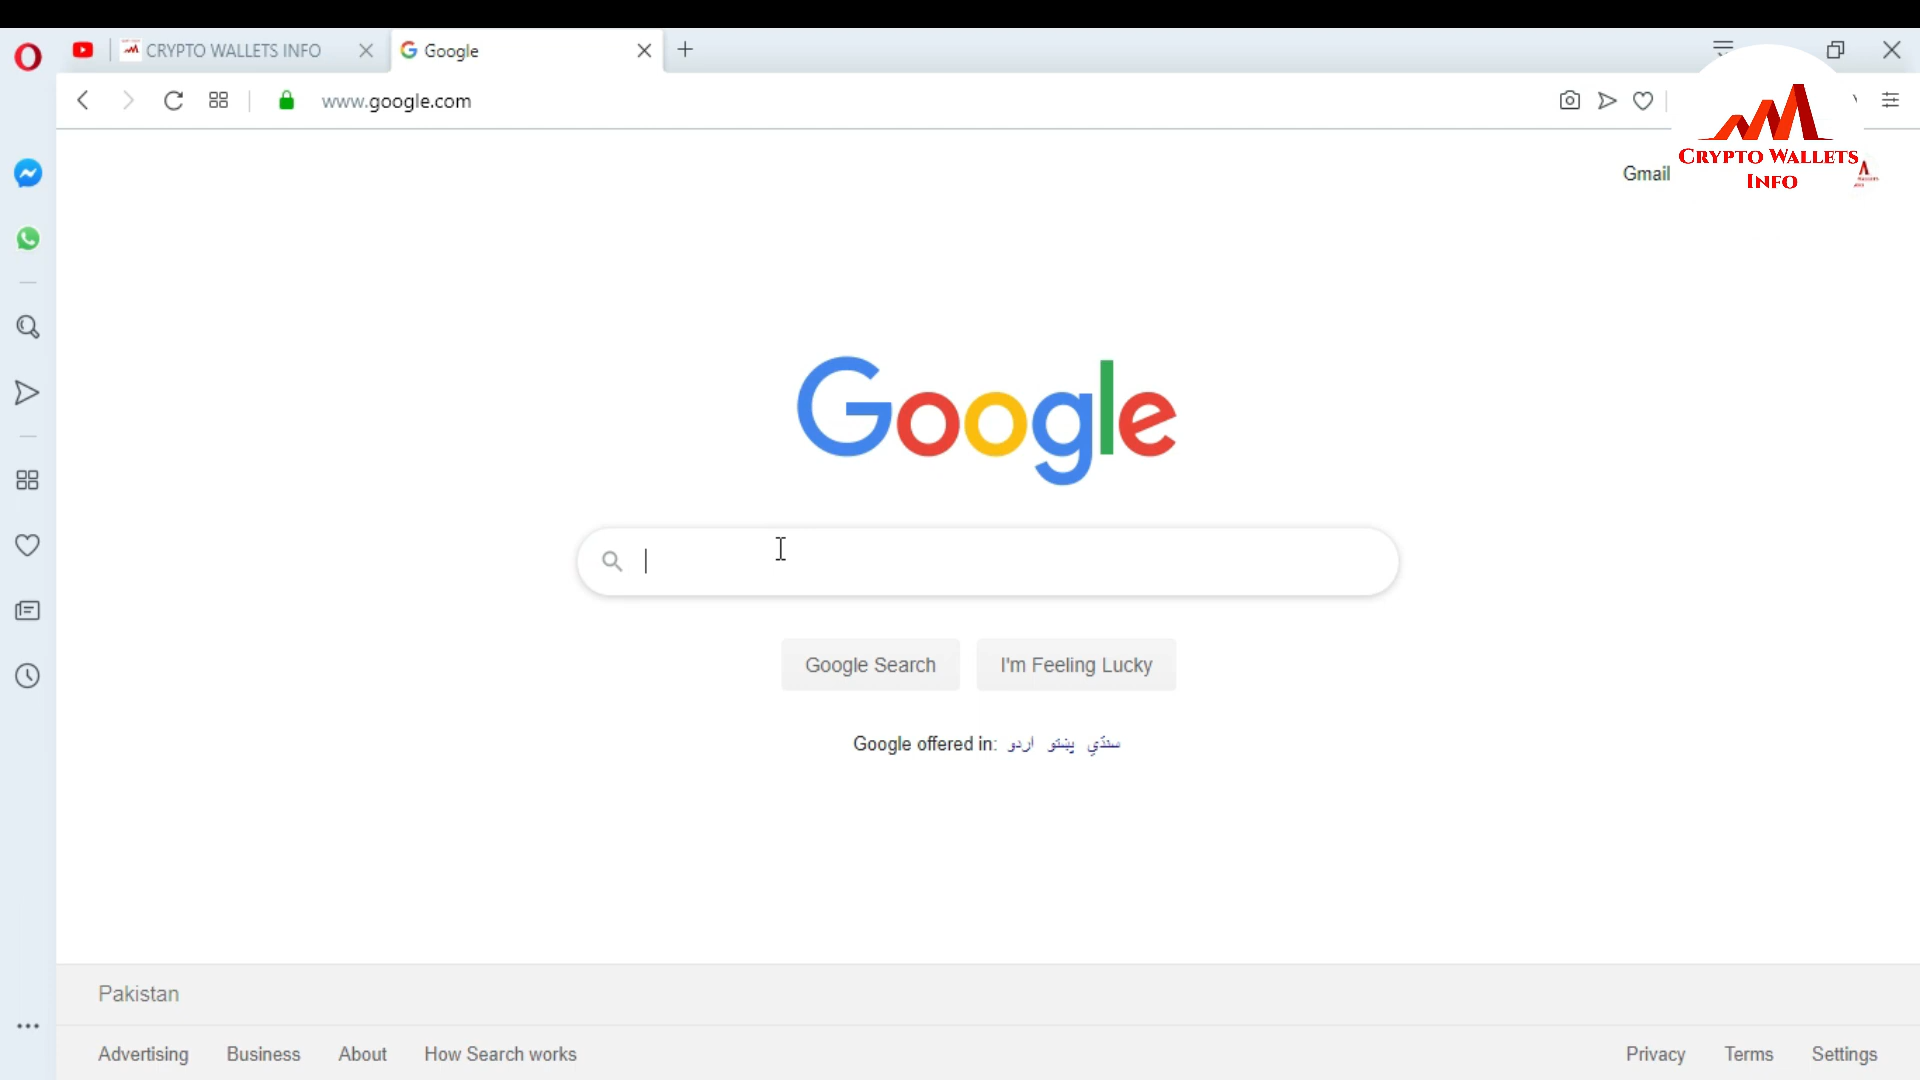 CRYPTO WALLETS INFO
Google
www.google.com
CRYPTO WALLETS
INFO
Gmail
Google
Google Search
I'm Feeling Lucky
Google offered in: اردو پښتو سنڌي
Pakistan
Advertising Business About How Search works
Privacy Terms Settings